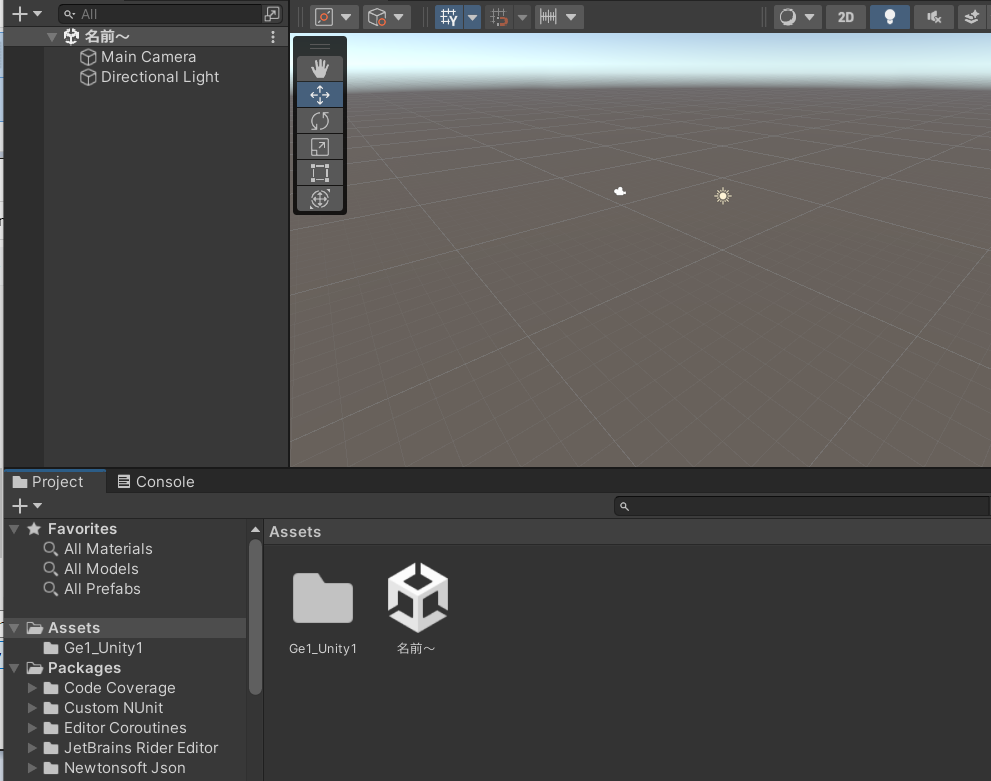 All
2D
名前～
Main Camera
Directional Light
Project
Console
Favorites
All Materials
All Models
All Prefabs
Assets
Ge1_Unity1
Packages
Code Coverage
Custom NUnit
Editor Coroutines
JetBrains Rider Editor
Newtonsoft Json
Assets
Ge1_Unity1
名前～